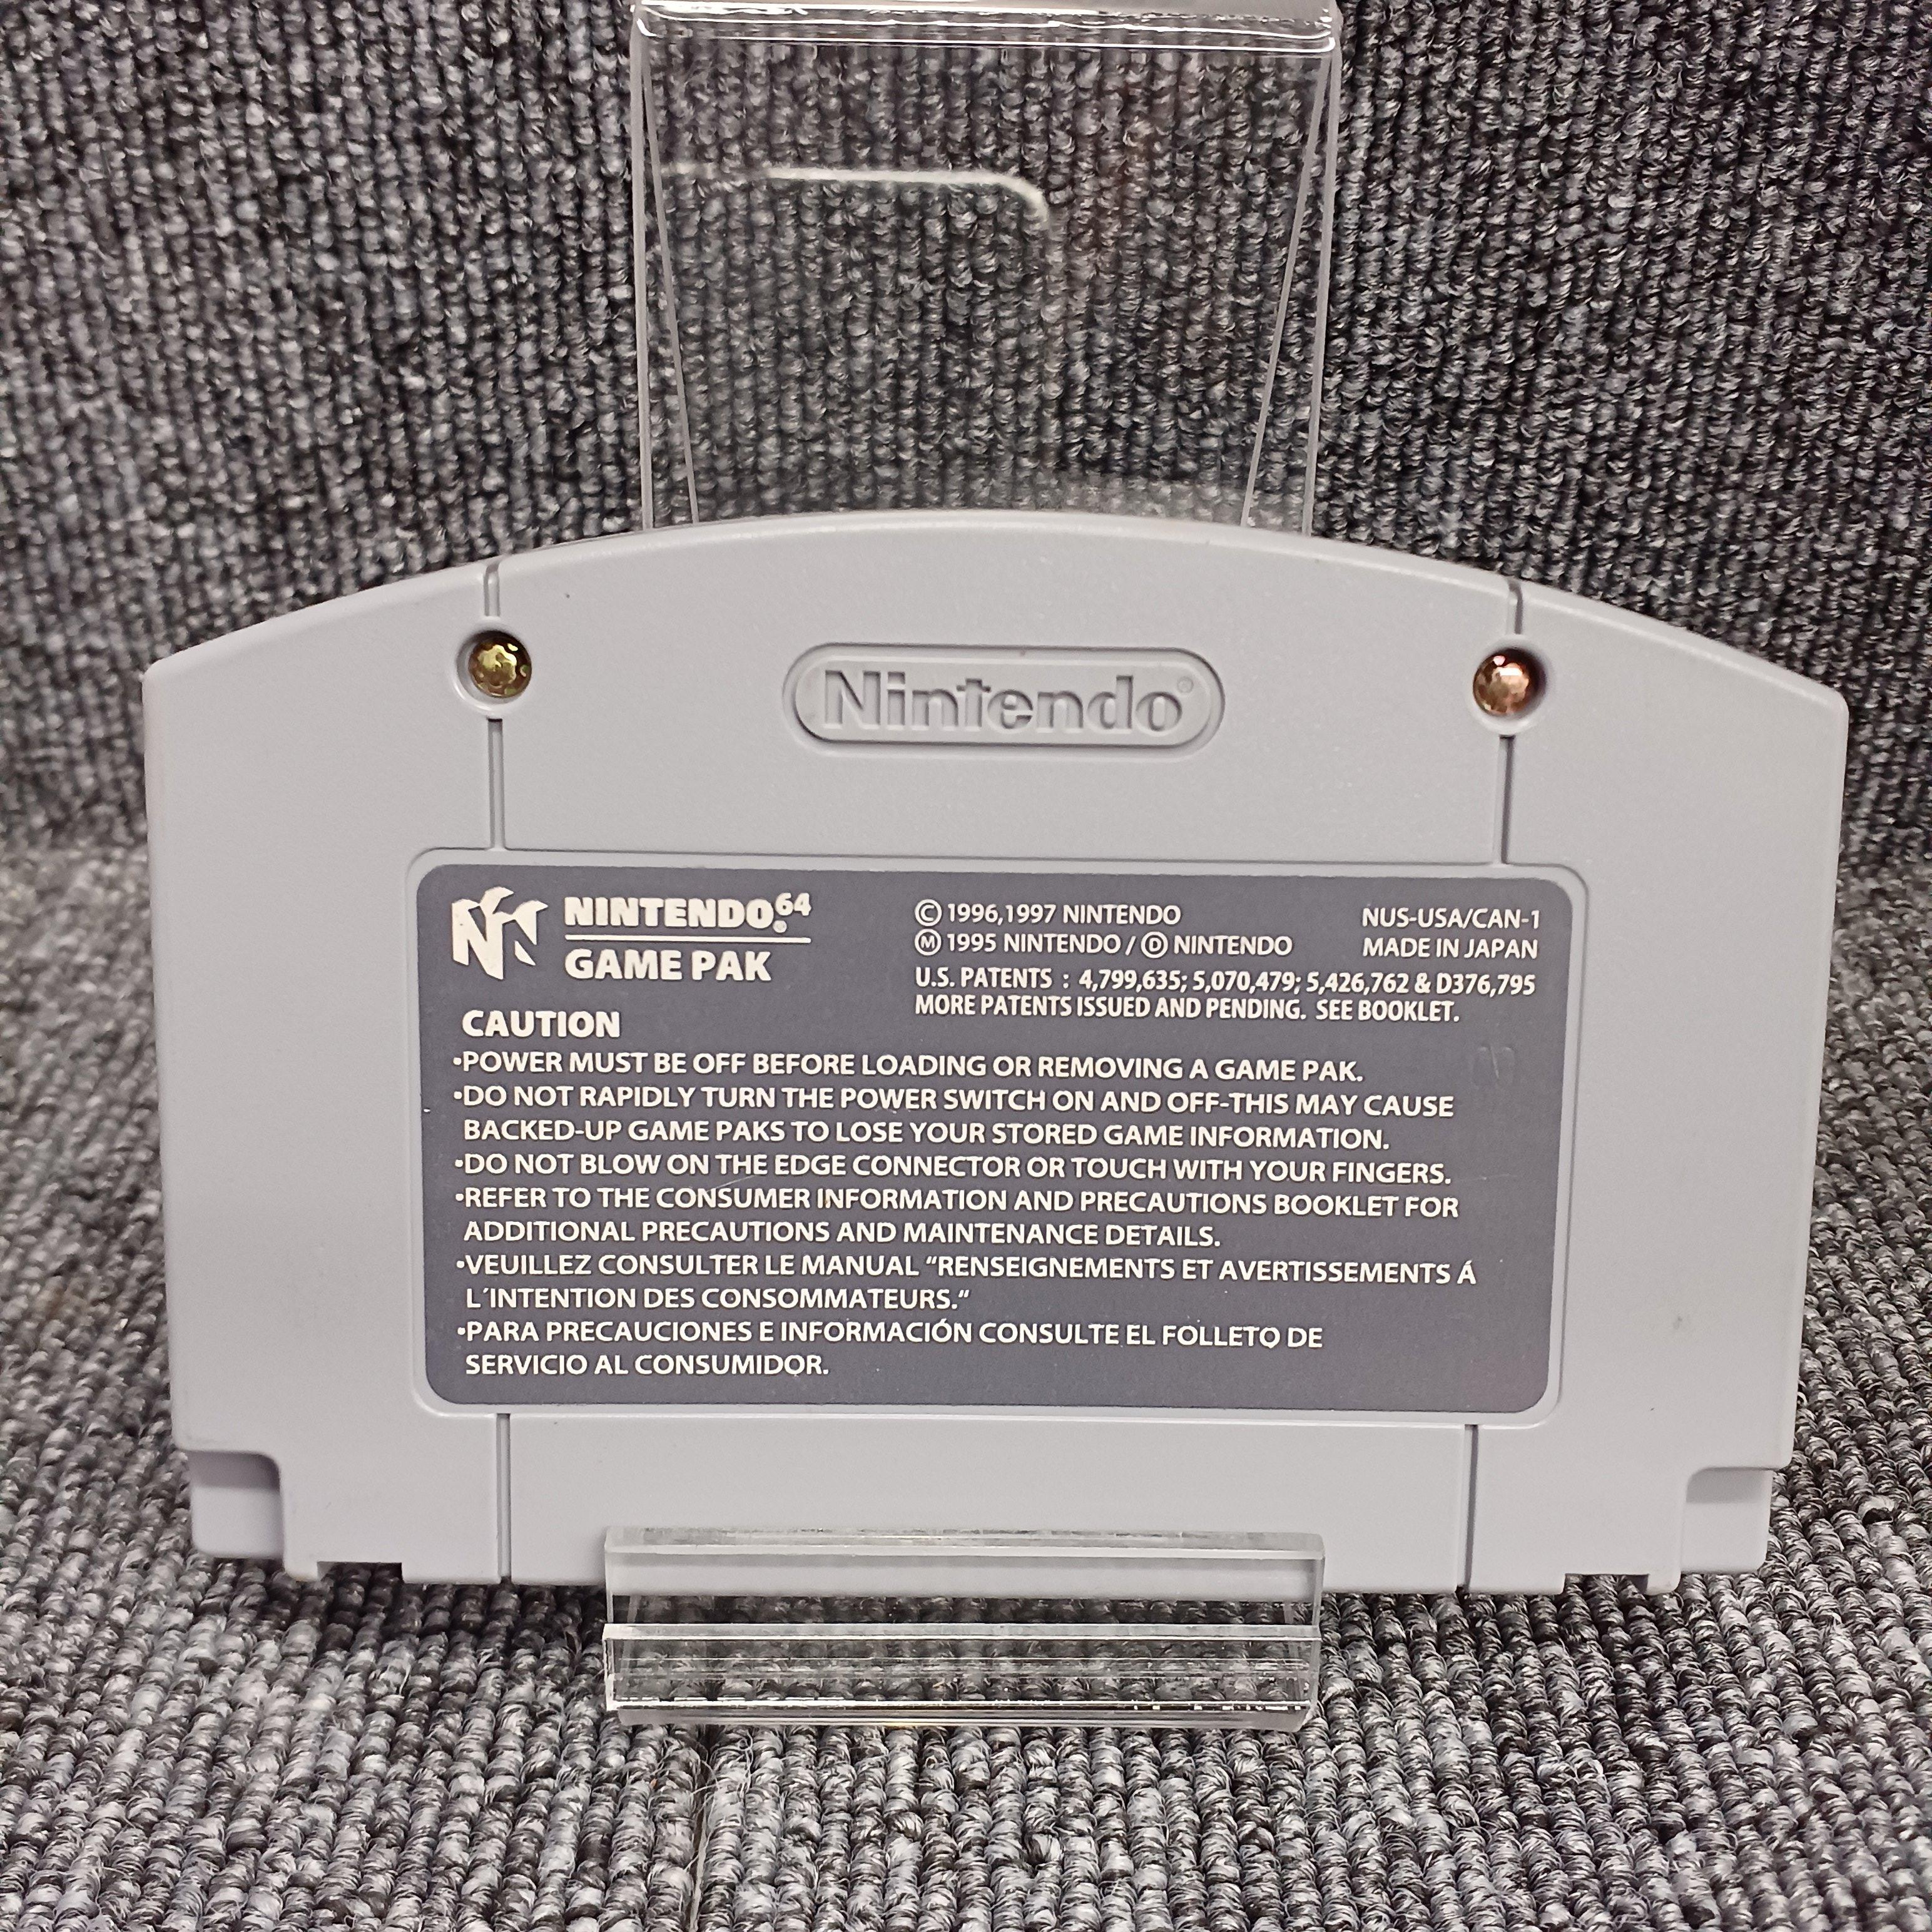 Nintendo®
NINTENDO®64
GAME PAK
© 1996,1997 NINTENDO
Ⓜ 1995 NINTENDO / Ⓓ NINTENDO
NUS-USA/CAN-1
MADE IN JAPAN
U.S. PATENTS : 4,799,635; 5,070,479; 5,426,762 & D376,795
MORE PATENTS ISSUED AND PENDING. SEE BOOKLET.
CAUTION
•POWER MUST BE OFF BEFORE LOADING OR REMOVING A GAME PAK.
•DO NOT RAPIDLY TURN THE POWER SWITCH ON AND OFF-THIS MAY CAUSE
BACKED-UP GAME PAKS TO LOSE YOUR STORED GAME INFORMATION.
•DO NOT BLOW ON THE EDGE CONNECTOR OR TOUCH WITH YOUR FINGERS.
•REFER TO THE CONSUMER INFORMATION AND PRECAUTIONS BOOKLET FOR
ADDITIONAL PRECAUTIONS AND MAINTENANCE DETAILS.
•VEUILLEZ CONSULTER LE MANUAL “RENSEIGNEMENTS ET AVERTISSEMENTS Á
L´INTENTION DES CONSOMMATEURS.“
•PARA PRECAUCIONES E INFORMACIÓN CONSULTE EL FOLLETO DE
SERVICIO AL CONSUMIDOR.